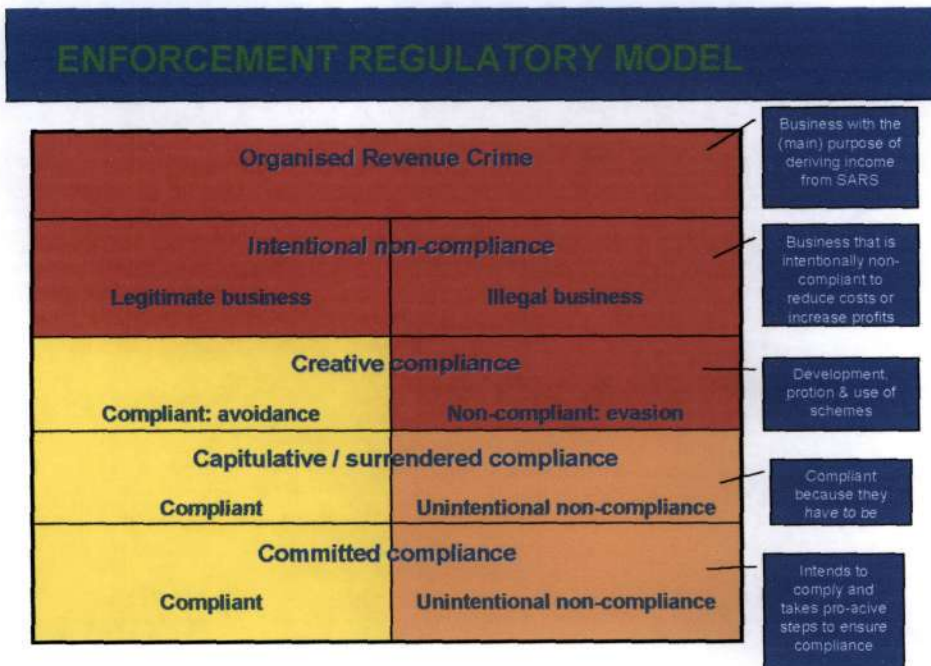 ENFORCEMENT REGULATORY MODEL
Organised Revenue Crime
Business with the
(main) purpose of
deriving income
from SARS
Intentional non-compliance
Legitimate business
Illegal business
Business that is
intentionally non-
compliant to
reduce costs or
increase profits
Creative compliance
Compliant: avoidance
Non-compliant: evasion
Development,
protion & use of
schemes
Capitulative / surrendered compliance
Compliant
Unintentional non-compliance
Compliant
because they
have to be
Committed compliance
Compliant
Unintentional non-compliance
Intends to
comply and
takes pro-acive
steps to ensure
compliance